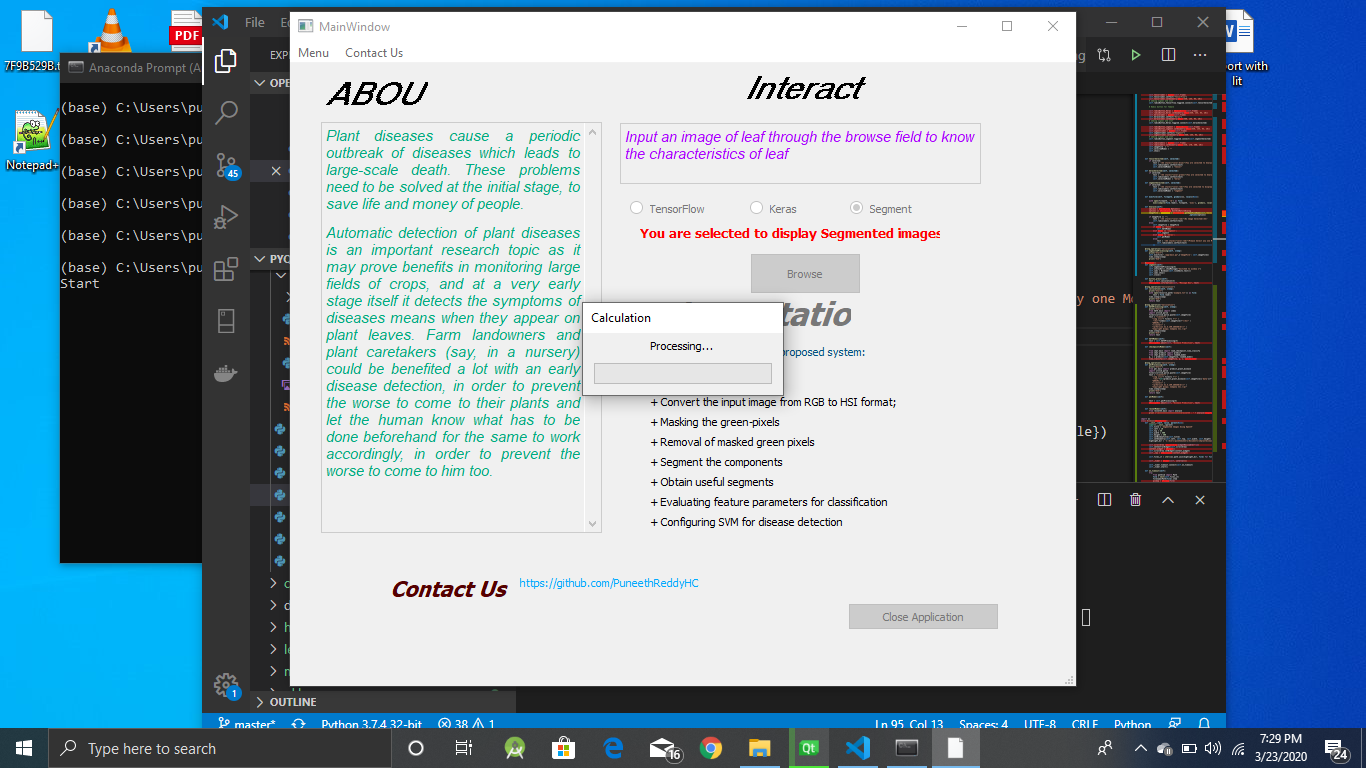 7F9B529B.t
PDF
Notepad+
ort with
lit
Anaconda Prompt (A
(base) C:\Users\pu
(base) C:\Users\pu
(base) C:\Users\pu
(base) C:\Users\pu
(base) C:\Users\pu
(base) C:\Users\pu
Start
File
EXP
OPE
45
PYO
1
OUTLINE
MainWindow
Menu
Contact Us
ABOU
Plant diseases cause a periodic
outbreak of diseases which leads to
large-scale death. These problems
need to be solved at the initial stage, to
save life and money of people.
Automatic detection of plant diseases
is an important research topic as it
may prove benefits in monitoring large
fields of crops, and at a very early
stage itself it detects the symptoms of
diseases means when they appear on
plant leaves. Farm landowners and
plant caretakers (say, in a nursery)
could be benefited a lot with an early
disease detection, in order to prevent
the worse to come to their plants and
let the human know what has to be
done beforehand for the same to work
accordingly, in order to prevent the
worse to come to him too.
Interact
Input an image of leaf through the browse field to know
the characteristics of leaf
TensorFlow
Keras
Segment
You are selected to display Segmented images
Browse
tatio
proposed system:
Calculation
Processing...
+ Convert the input image from RGB to HSI format;
+ Masking the green-pixels
+ Removal of masked green pixels
+ Segment the components
+ Obtain useful segments
+ Evaluating feature parameters for classification
+ Configuring SVM for disease detection
Contact Us
https://github.com/PuneethReddyHC
Close Application
ng
y one Mo
le})
master*
Python 3.7.4 32-bit
38
1
Ln 95, Col 13
Spaces: 4
UTF-8
CRLF
Python
Type here to search
16
Qt
7:29 PM
3/23/2020
24